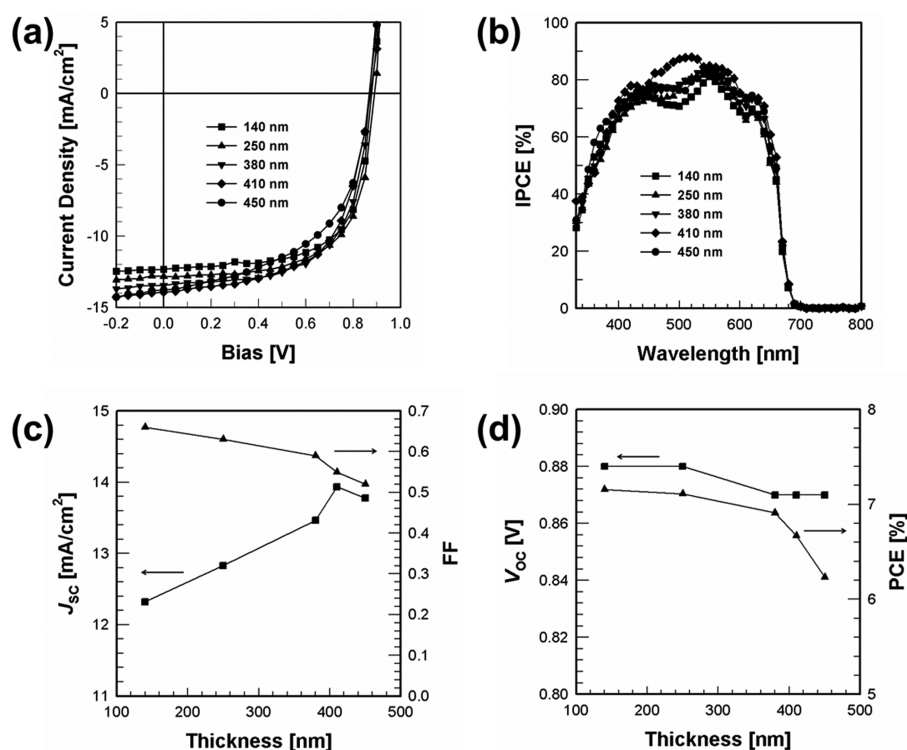 (a)
Current Density [mA/cm²]
5
0
-5
-10
-15
140 nm
250 nm
380 nm
410 nm
450 nm
-0.2 0.0 0.2 0.4 0.6 0.8 1.0
Bias [V]
(b)
IPCE [%]
100
80
60
40
20
0
140 nm
250 nm
380 nm
410 nm
450 nm
400 500 600 700 800
Wavelength [nm]
(c)
JSC [mA/cm²]
15
14
13
12
11
0.7
0.6
0.5
0.4
0.3
0.2
0.1
0.0
FF
100 200 300 400 500
Thickness [nm]
(d)
VOC [V]
0.90
0.88
0.86
0.84
0.82
0.80
8
7
6
5
PCE [%]
100 200 300 400 500
Thickness [nm]